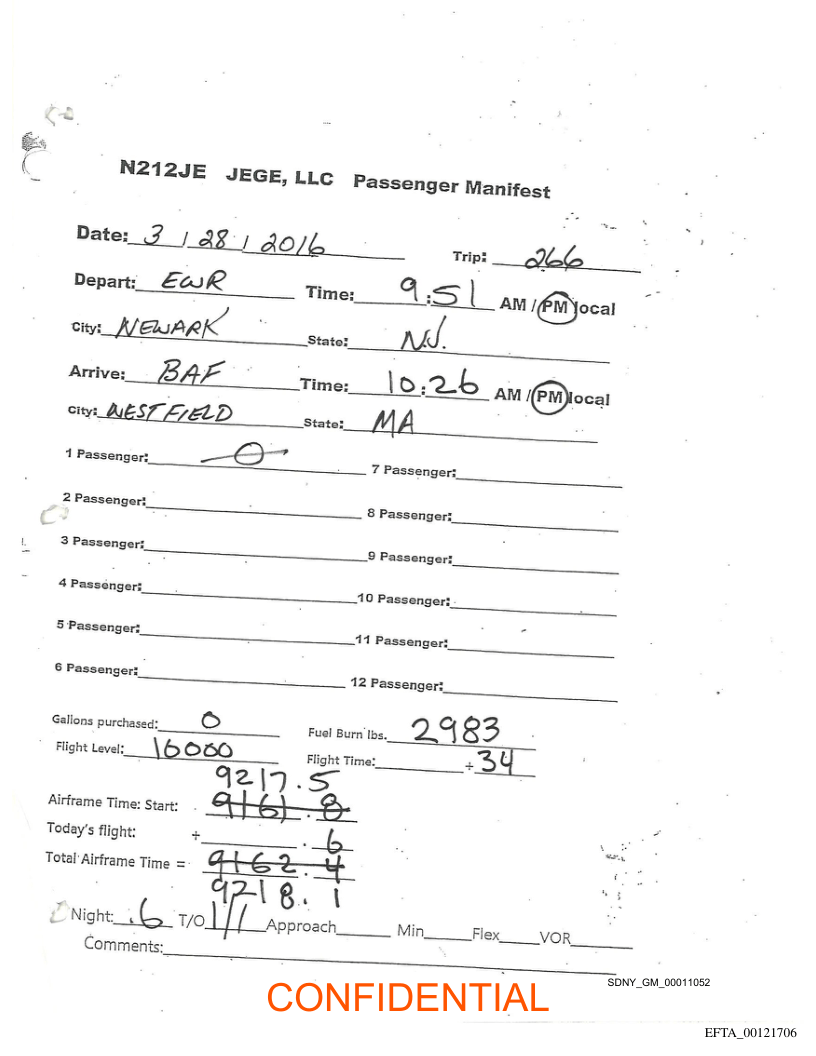 N212JE JEGE, LLC Passenger Manifest
Date: 3 / 28 / 2016 Trip: 266
Depart: EWR Time: 9:51 AM / PM local
City: NEWARK State: N.J.
Arrive: BAF Time: 10:26 AM / PM local
City: WESTFIELD State: MA
1 Passenger: 0 7 Passenger:
2 Passenger: 8 Passenger:
3 Passenger: 9 Passenger:
4 Passenger: 10 Passenger:
5 Passenger: 11 Passenger:
6 Passenger: 12 Passenger:
Gallons purchased: 0 Fuel Burn lbs. 2983
Flight Level: 16000 Flight Time: ÷ 34
9217.5
Airframe Time: Start: 9161.8
Today's flight: + .6
Total Airframe Time = 9162.4
9218.1
Night: .6 T/O 1/1 Approach Min Flex VOR
Comments:
SDNY_GM_00011052
CONFIDENTIAL
EFTA_00121706